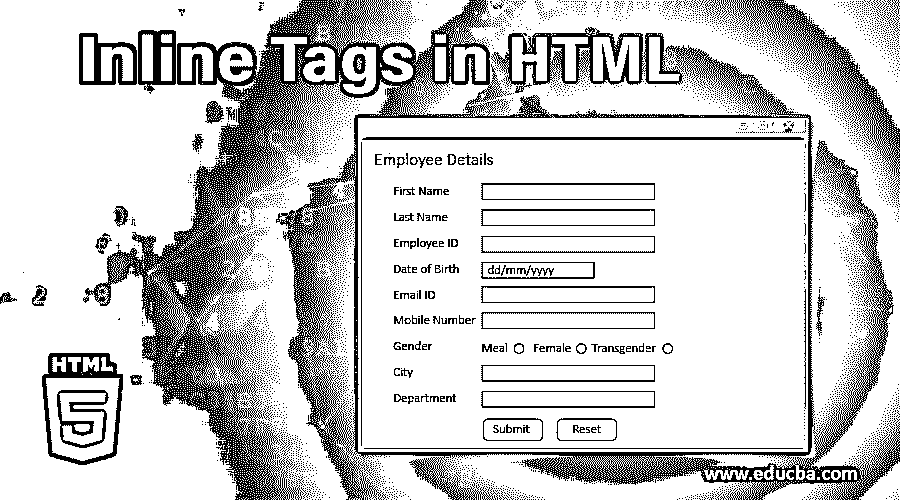 Inline Tags in HTML
Employee Details
First Name
Last Name
Employee ID
Date of Birth dd/mm/yyyy
Email ID
Mobile Number
Gender Meal Female Transgender
City
Department
Submit Reset
HTML
5
www.educba.com